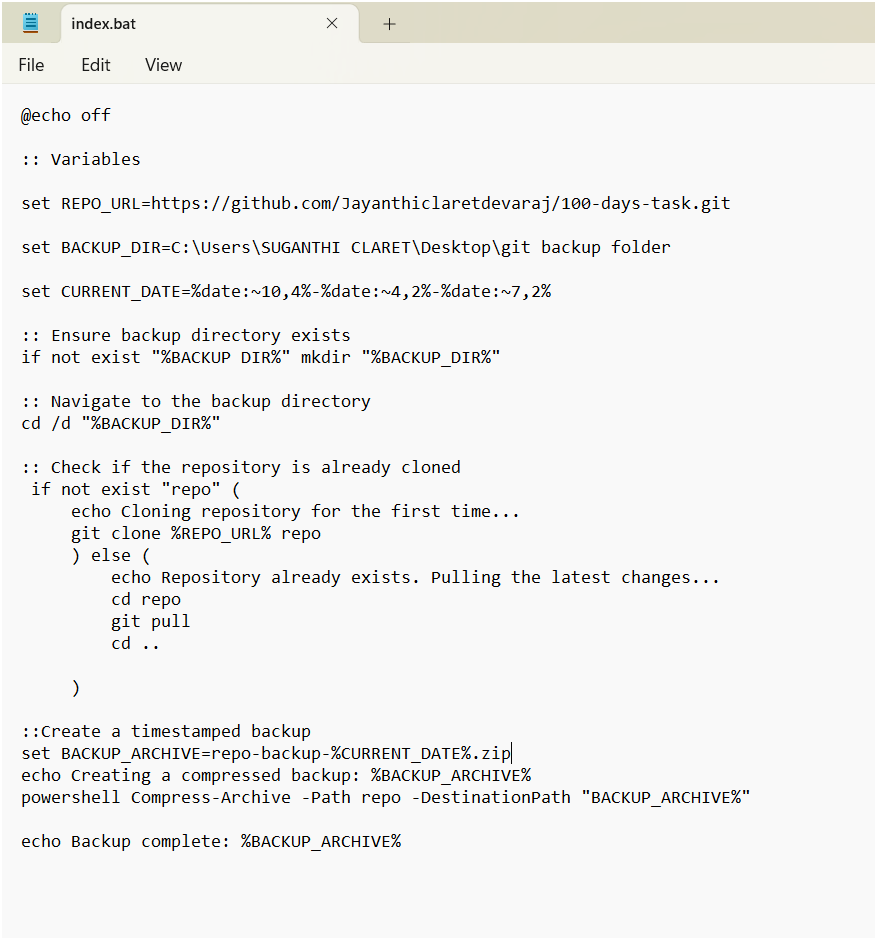 index.bat
File Edit View
@echo off
:: Variables
set REPO_URL=https://github.com/Jayanthiclaretdevaraj/100-days-task.git
set BACKUP_DIR=C:\Users\SUGANTHI CLARET\Desktop\git backup folder
set CURRENT_DATE=%date:~10,4%-%date:~4,2%-%date:~7,2%
:: Ensure backup directory exists
if not exist "%BACKUP DIR%" mkdir "%BACKUP_DIR%"
:: Navigate to the backup directory
cd /d "%BACKUP_DIR%"
:: Check if the repository is already cloned
if not exist "repo" (
echo Cloning repository for the first time...
git clone %REPO_URL% repo
) else (
echo Repository already exists. Pulling the latest changes...
cd repo
git pull
cd ..
)
::Create a timestamped backup
set BACKUP_ARCHIVE=repo-backup-%CURRENT_DATE%.zip
echo Creating a compressed backup: %BACKUP_ARCHIVE%
powershell Compress-Archive -Path repo -DestinationPath "BACKUP_ARCHIVE%"
echo Backup complete: %BACKUP_ARCHIVE%